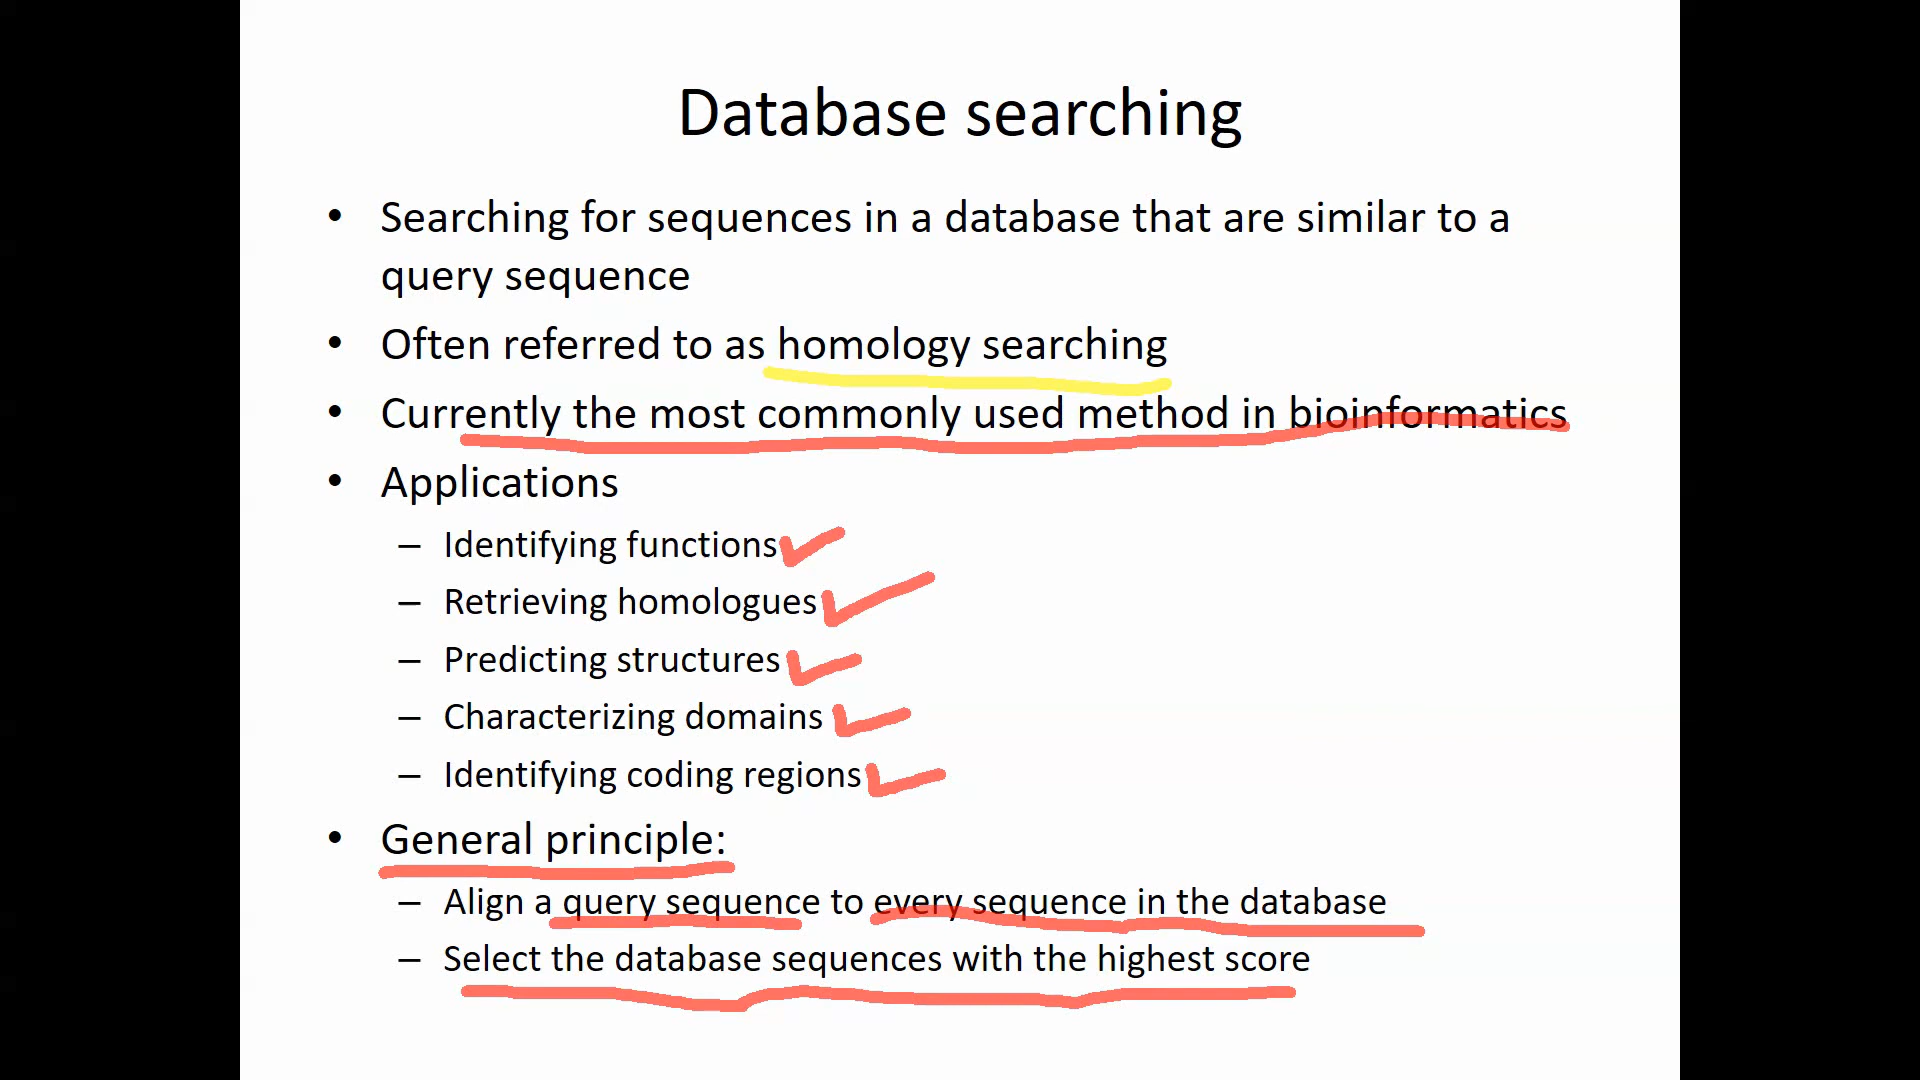 Database searching
• Searching for sequences in a database that are similar to a
query sequence
• Often referred to as homology searching
• Currently the most commonly used method in bioinformatics
• Applications
– Identifying functions
– Retrieving homologues
– Predicting structures
– Characterizing domains
– Identifying coding regions
• General principle:
– Align a query sequence to every sequence in the database
– Select the database sequences with the highest score